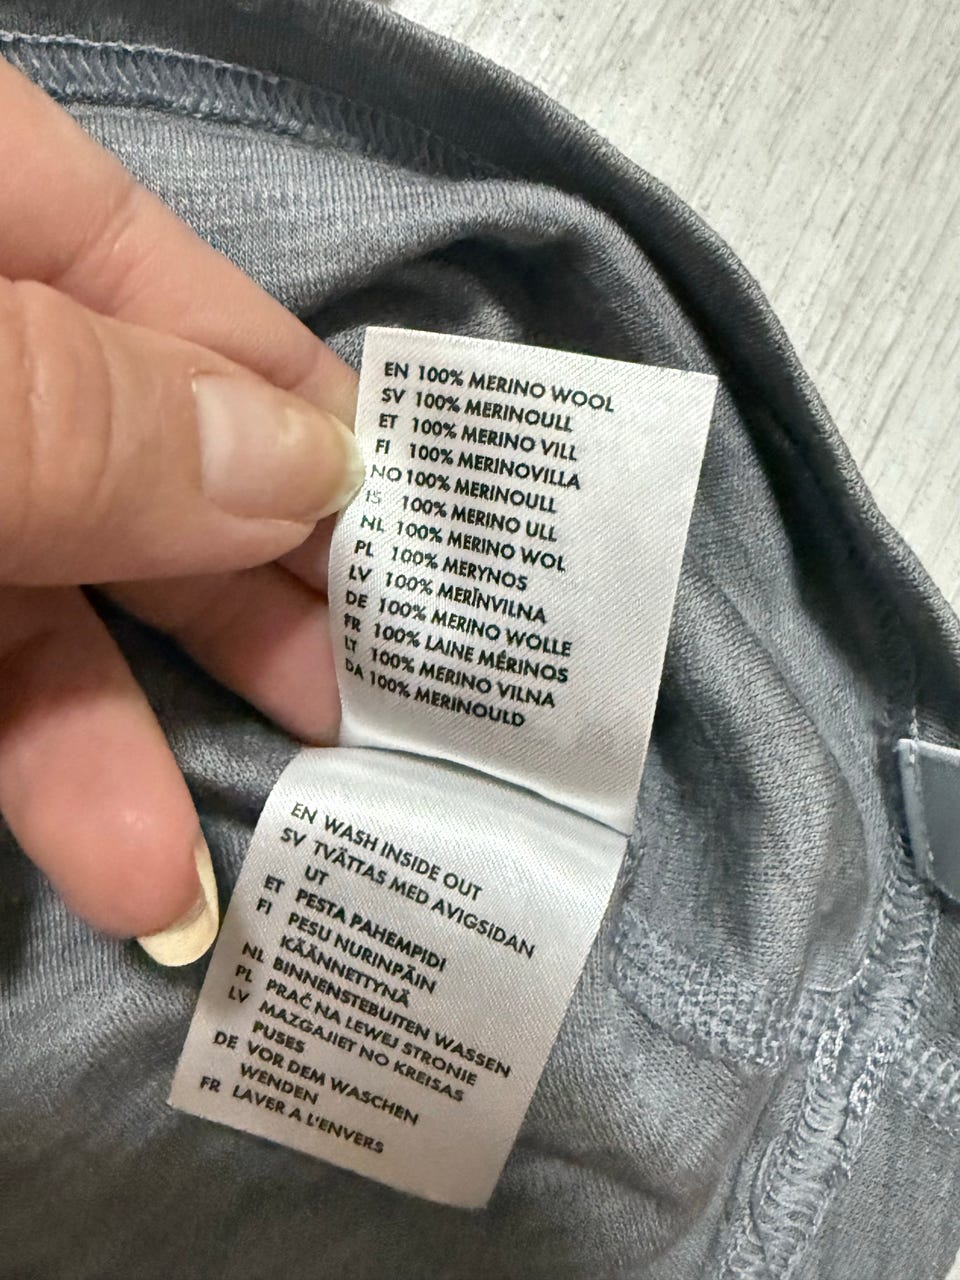 EN 100% MERINO WOOL
SV 100% MERINOULL
ET 100% MERINO VILL
FI 100% MERINOVILLA
NO 100% MERINOULL
IS 100% MERINO ULL
NL 100% MERINO WOL
PL 100% MERYNOS
LV 100% MERĪNVILNA
DE 100% MERINO WOLLE
FR 100% LAINE MÉRINOS
LT 100% MERINO VILNA
DA 100% MERINOULD
EN WASH INSIDE OUT
SV TVÄTTAS MED AVIGSIDAN
UT
ET PESTA PAHEMPIDI
FI PESU NURINPÄIN
KÄÄNNETTYNÄ
NL BINNENSTEBUITEN WASSEN
PL PRAĆ NA LEWEJ STRONIE
LV MAZGAJIET NO KREISAS
PUSES
DE VOR DEM WASCHEN
WENDEN
FR LAVER A L'ENVERS